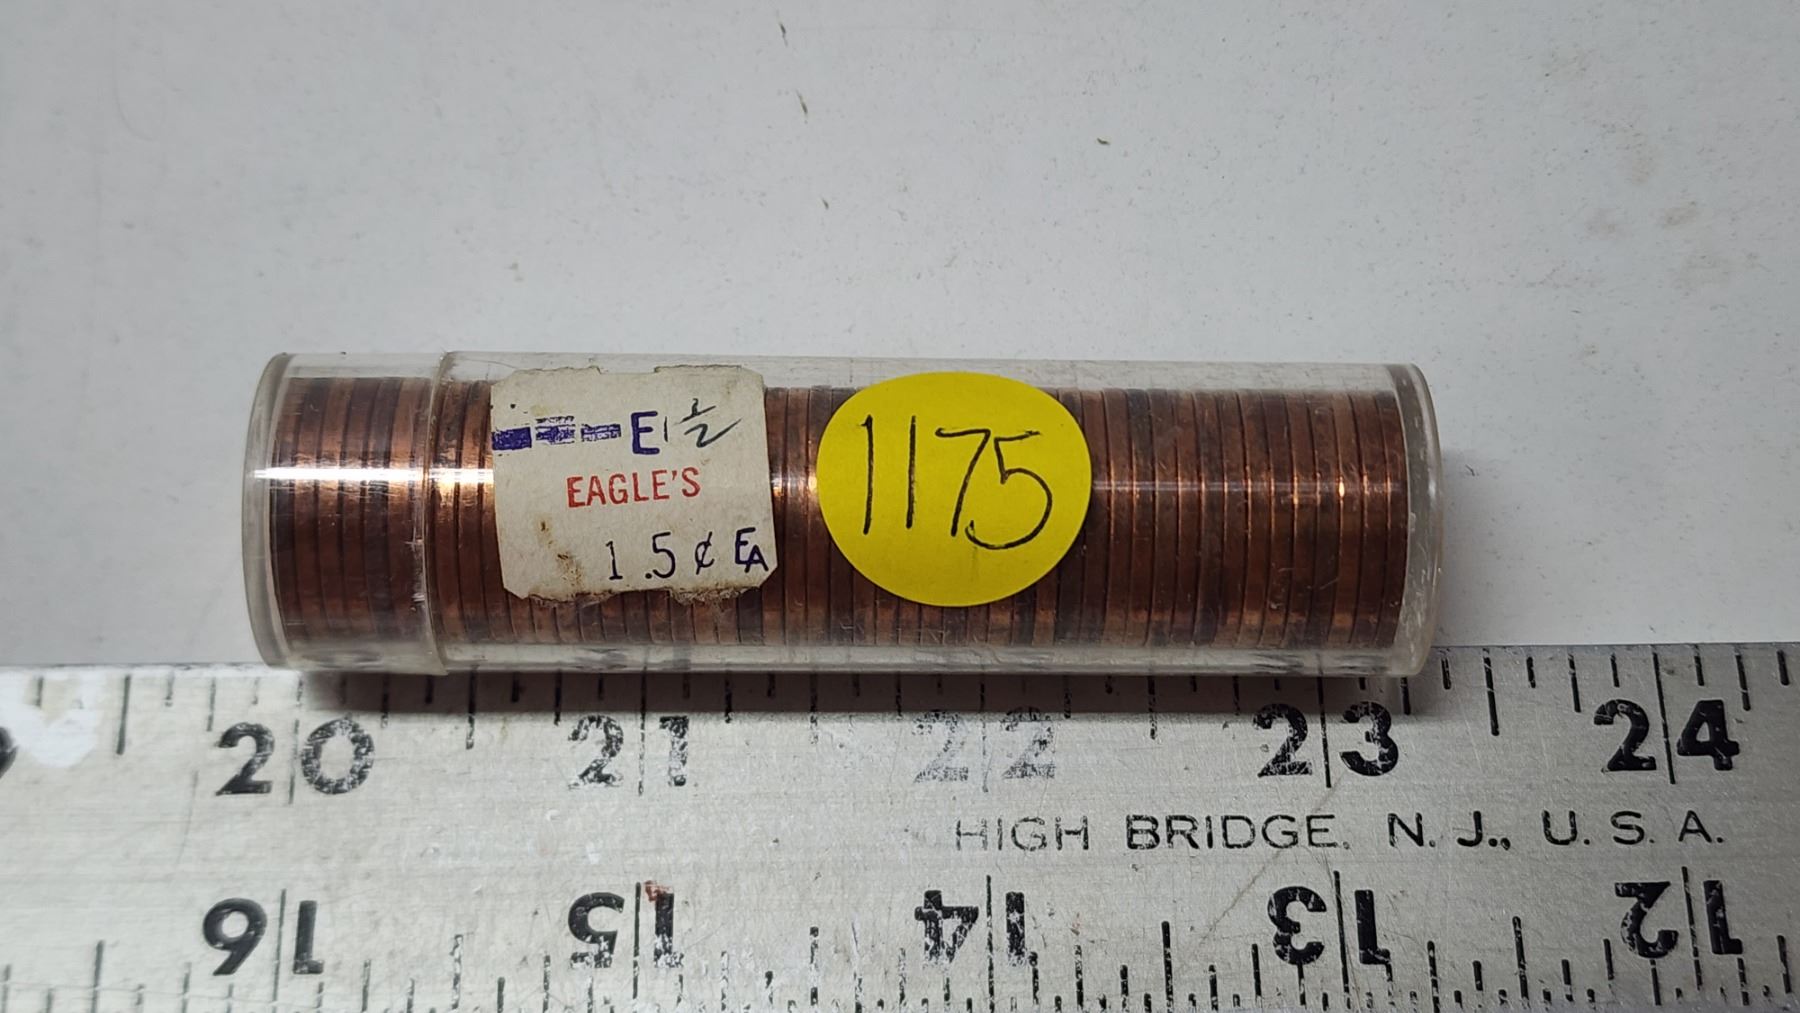 E 1 1/2
EAGLE'S
1.5¢ EA
1175
20 21 22 23 24
HIGH BRIDGE, N. J., U. S. A.
16 15 14 13 12